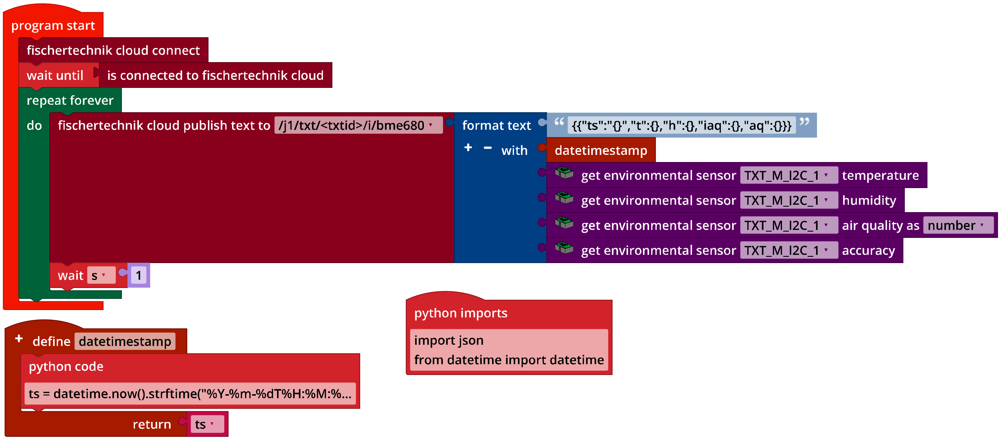 program start
fischertechnik cloud connect
wait until is connected to fischertechnik cloud
repeat forever
do fischertechnik cloud publish text to /j1/txt/<txtid>/i/bme680 format text “ {{"ts":"{}","t":{},"h":{},"iaq":{},"aq":{}}} ”
+ − with datetimestamp
get environmental sensor TXT_M_I2C_1 temperature
get environmental sensor TXT_M_I2C_1 humidity
get environmental sensor TXT_M_I2C_1 air quality as number
get environmental sensor TXT_M_I2C_1 accuracy
wait s 1
python imports
import json
from datetime import datetime
+ define datetimestamp
python code
ts = datetime.now().strftime("%Y-%m-%dT%H:%M:%...
return ts